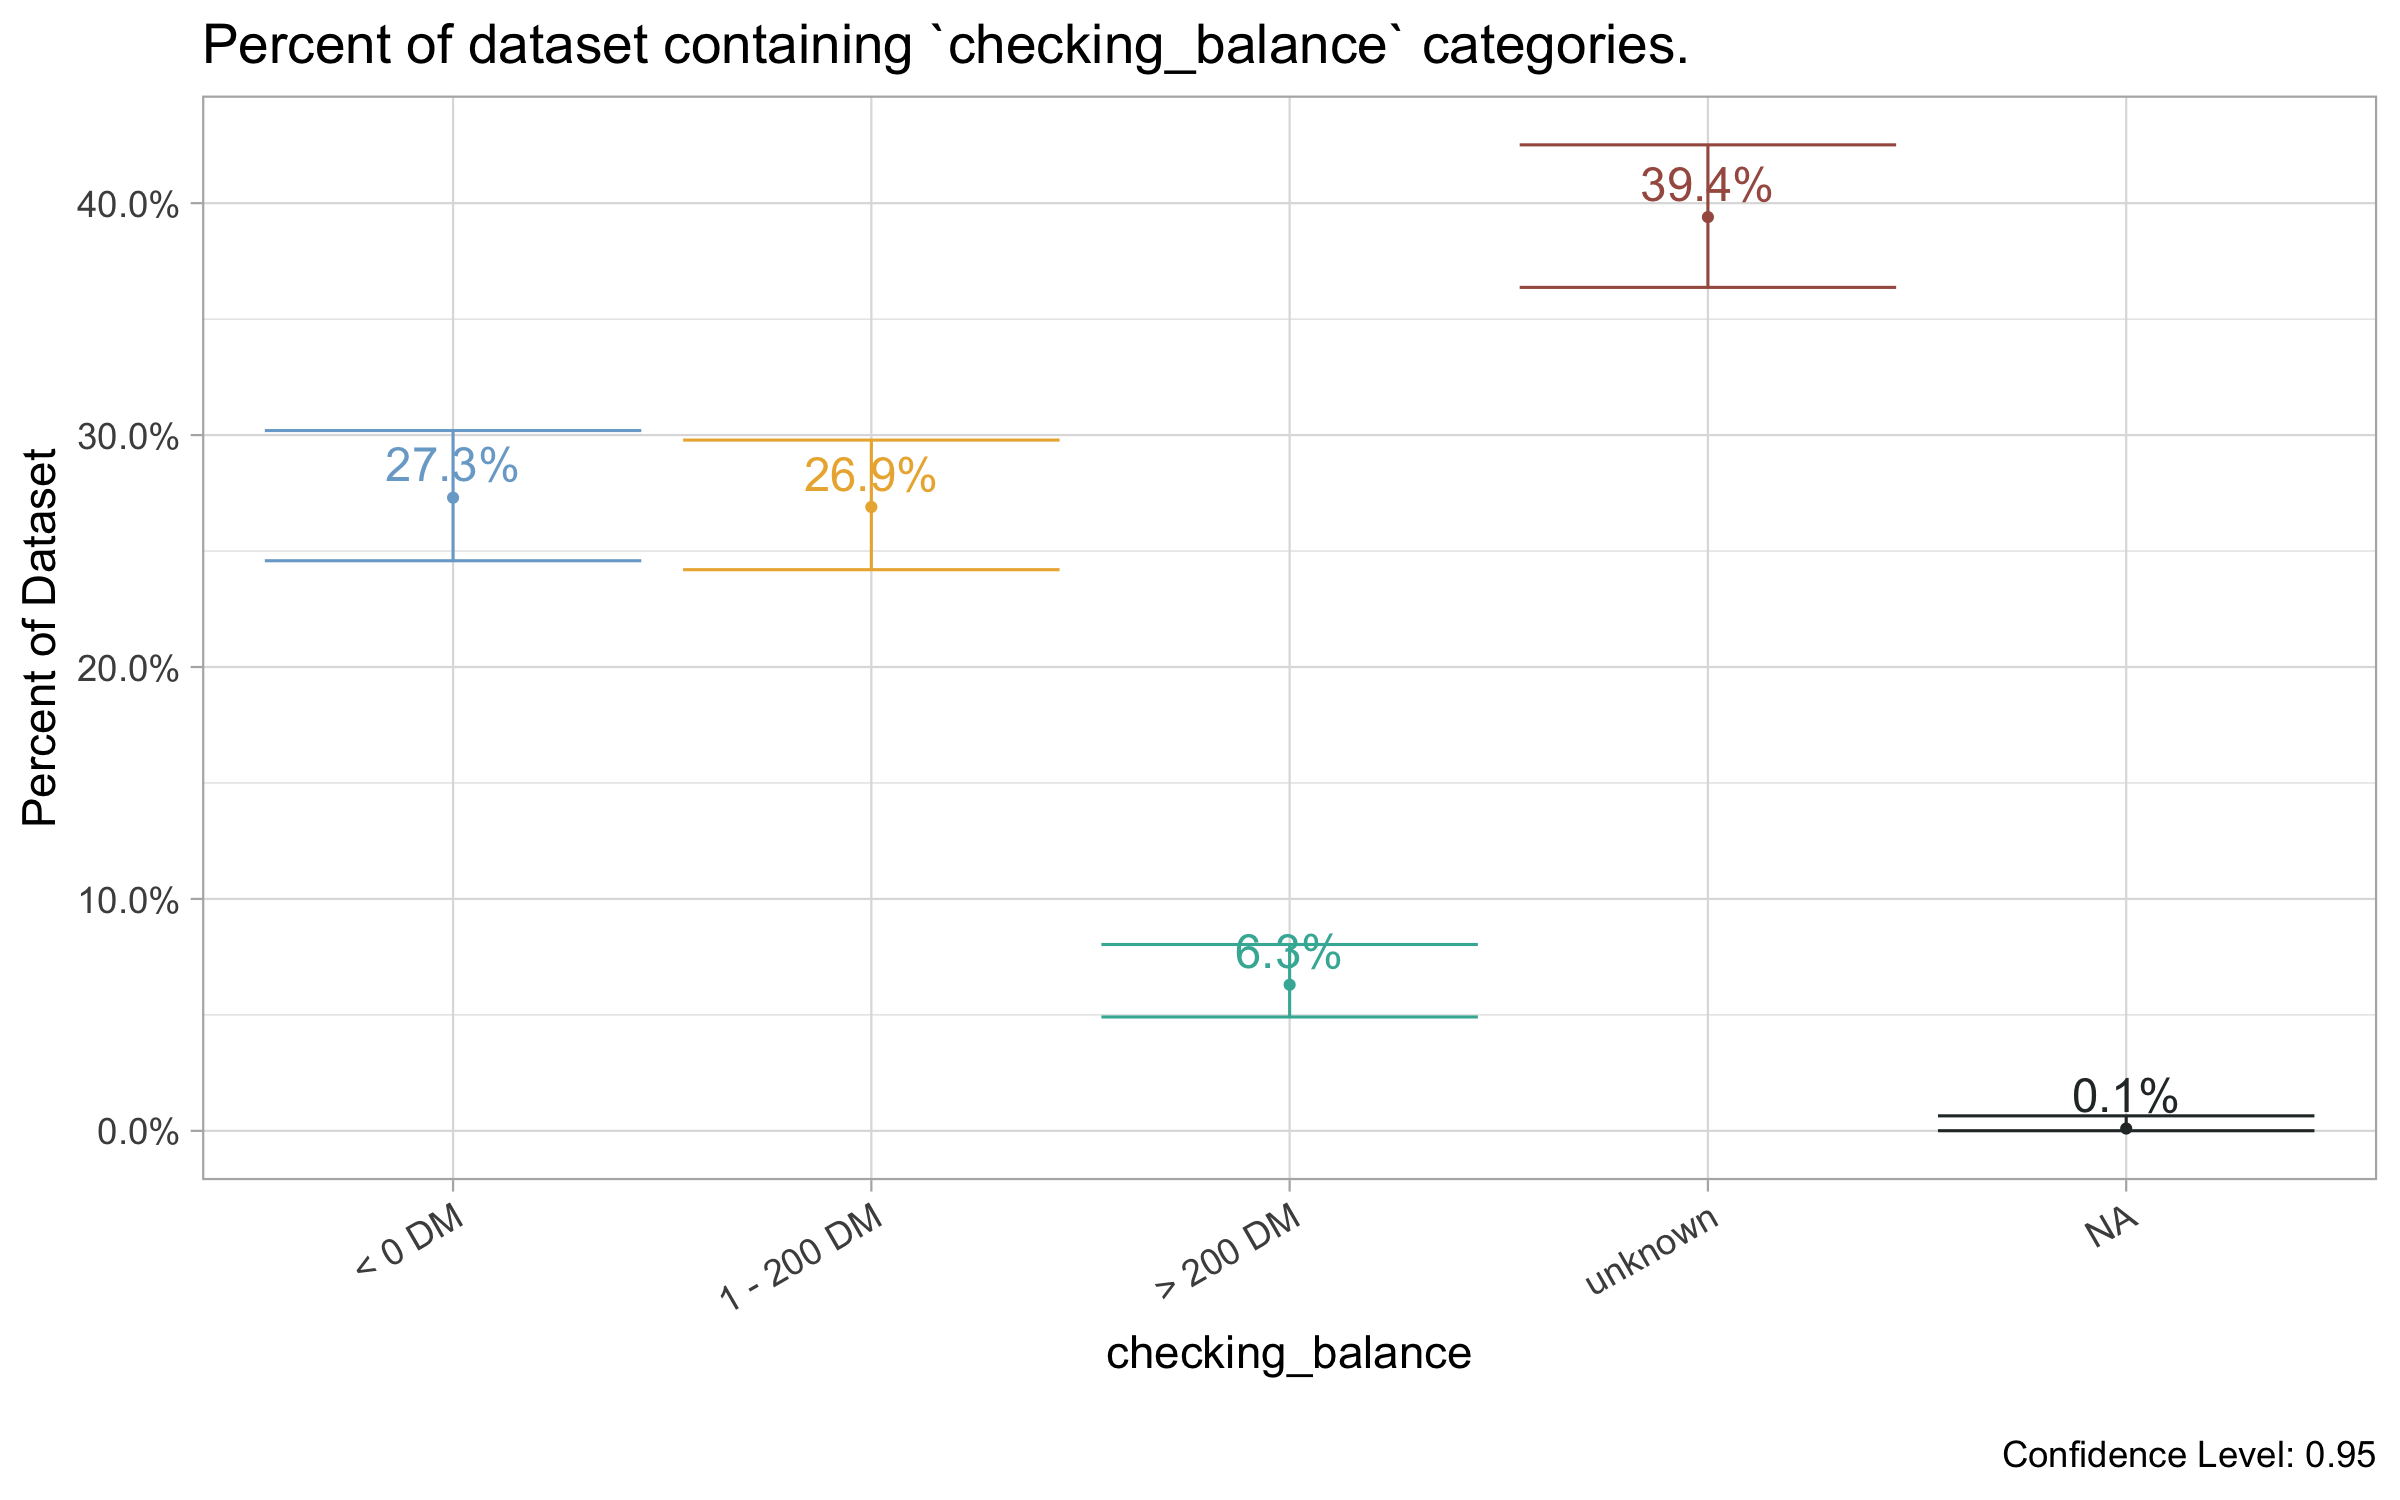 Percent of dataset containing `checking_balance` categories.
Percent of Dataset
40.0%
30.0%
20.0%
10.0%
0.0%
27.3%
26.9%
6.3%
39.4%
0.1%
< 0 DM
1 - 200 DM
> 200 DM
unknown
NA
checking_balance
Confidence Level: 0.95